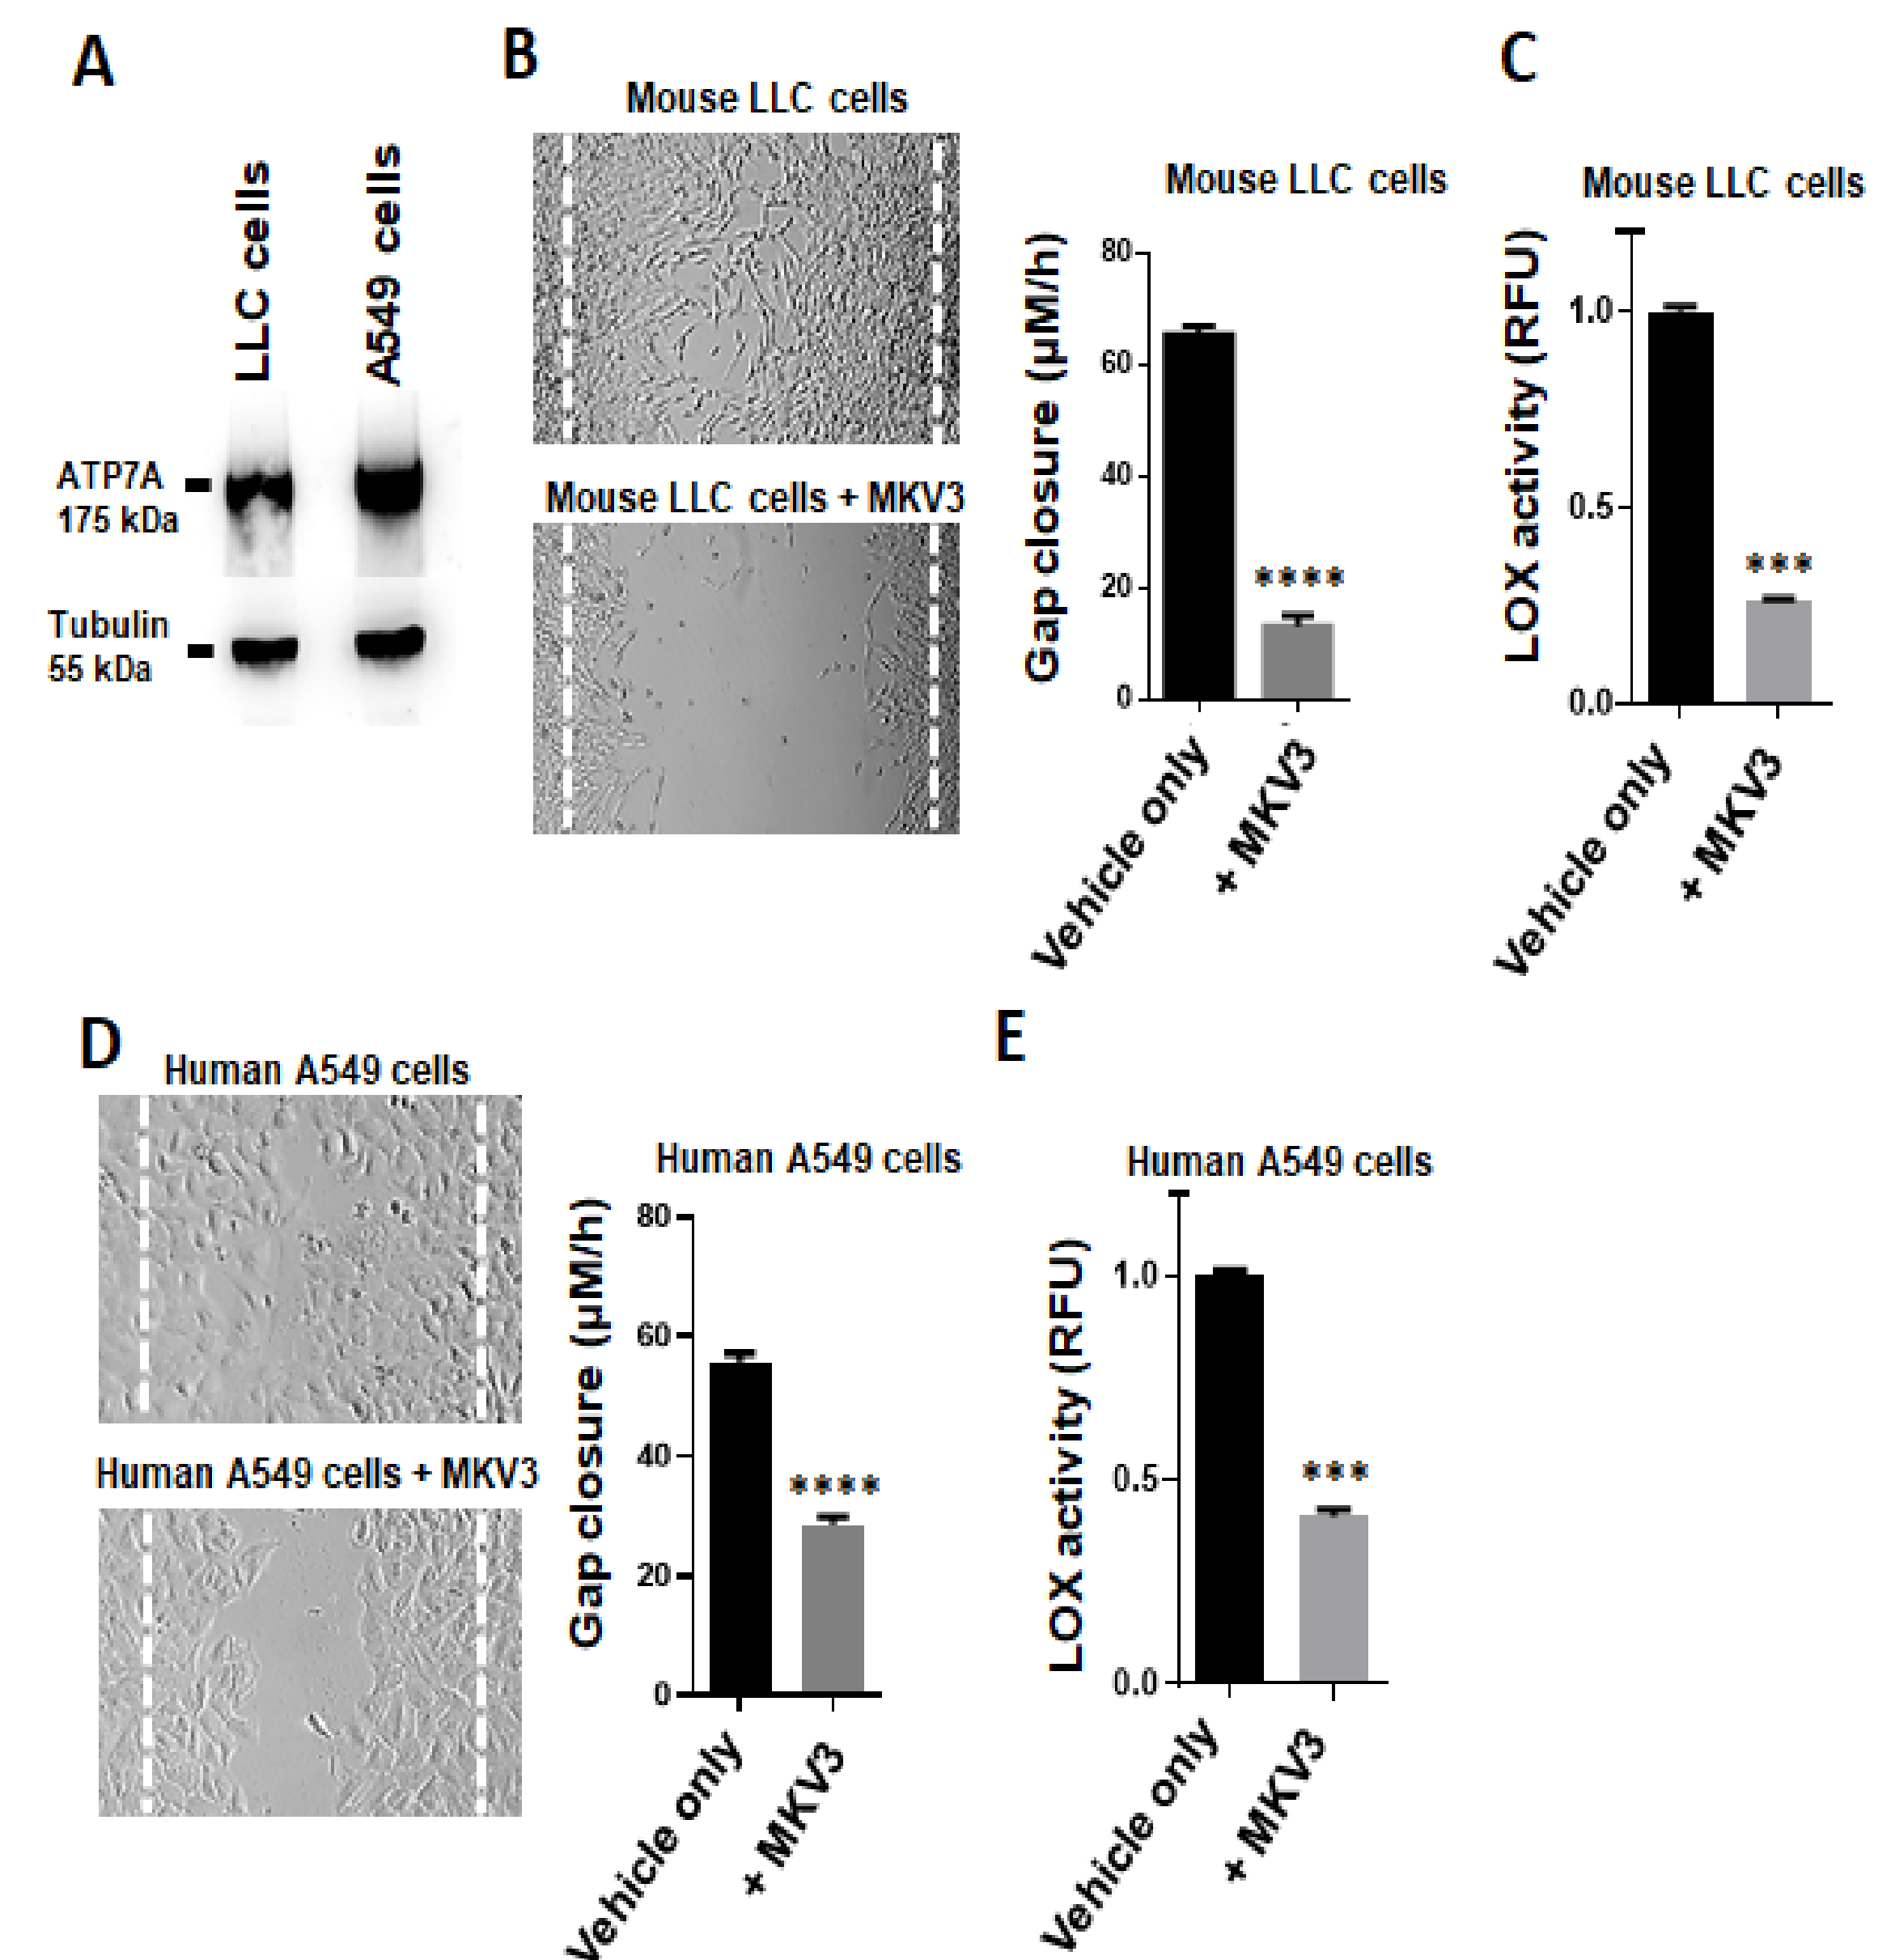 A
LLC cells
A549 cells
ATP7A
175 kDa
Tubulin
55 kDa
B
Mouse LLC cells
Mouse LLC cells + MKV3
Mouse LLC cells
Gap closure (µM/h)
80
60
40
20
0
****
Vehicle only
+ MKV3
C
Mouse LLC cells
LOX activity (RFU)
1.0
0.5
0.0
***
Vehicle only
+ MKV3
D
Human A549 cells
Human A549 cells + MKV3
Human A549 cells
Gap closure (µM/h)
80
60
40
20
0
****
Vehicle only
+ MKV3
E
Human A549 cells
LOX activity (RFU)
1.0
0.5
0.0
***
Vehicle only
+ MKV3